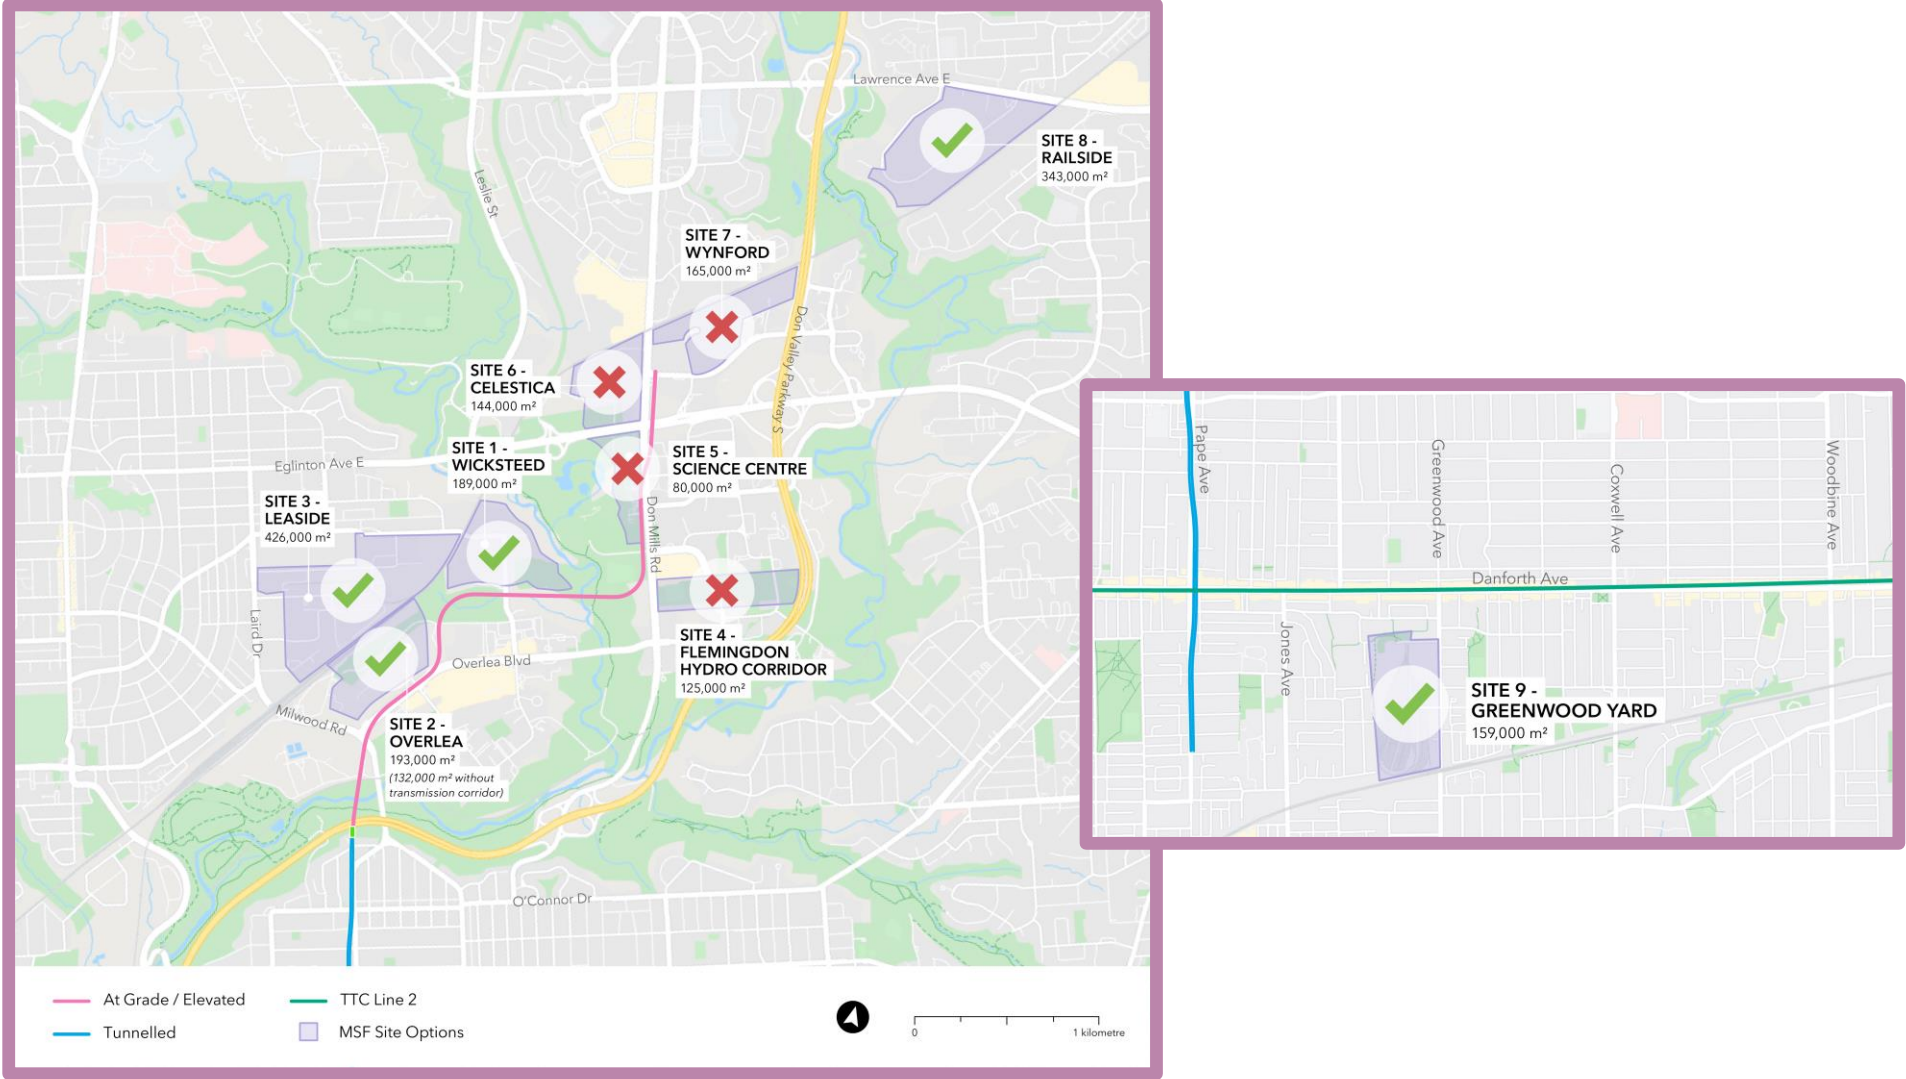 Lawrence Ave E
SITE 8 -
RAILSIDE
343,000 m²
Leslie St
SITE 7 -
WYNFORD
165,000 m²
Don Valley Parkway S
SITE 6 -
CELESTICA
144,000 m²
SITE 1 -
WICKSTEED
189,000 m²
SITE 5 -
SCIENCE CENTRE
80,000 m²
Eglinton Ave E
SITE 3 -
LEASIDE
426,000 m²
Don Mills Rd
Laird Dr
Overlea Blvd
SITE 4 -
FLEMINGDON
HYDRO CORRIDOR
125,000 m²
Milwood Rd
SITE 2 -
OVERLEA
193,000 m²
(132,000 m² without
transmission corridor)
O'Connor Dr
At Grade / Elevated
TTC Line 2
Tunnelled
MSF Site Options
0
1 kilometre
Pape Ave
Greenwood Ave
Coxwell Ave
Woodbine Ave
Danforth Ave
Jones Ave
SITE 9 -
GREENWOOD YARD
159,000 m²